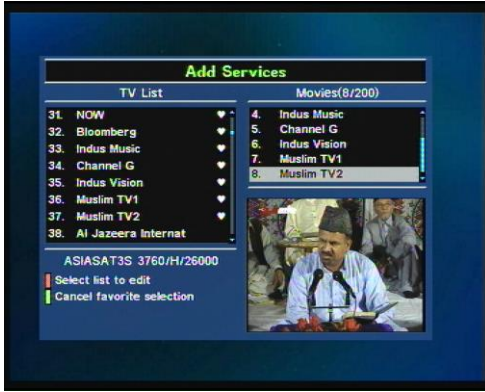 Add Services
TV List
31. NOW
32. Bloomberg
33. Indus Music
34. Channel G
35. Indus Vision
36. Muslim TV1
37. Muslim TV2
38. Al Jazeera Internat
ASIASAT3S 3760/H/26000
Select list to edit
Cancel favorite selection
Movies(8/200)
4. Indus Music
5. Channel G
6. Indus Vision
7. Muslim TV1
8. Muslim TV2